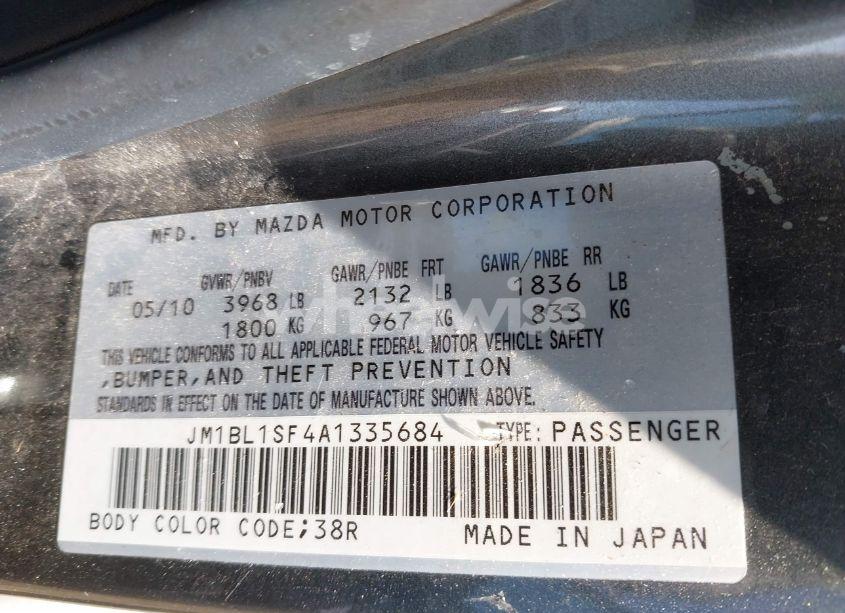 MFD. BY MAZDA MOTOR CORPORATION
DATE GVWR/PNBV GAWR/PNBE FRT GAWR/PNBE RR
05/10 3968 LB 2132 LB 1836 LB
1800 KG 967 KG 833 KG
THIS VEHICLE CONFORMS TO ALL APPLICABLE FEDERAL MOTOR VEHICLE SAFETY
,BUMPER,AND THEFT PREVENTION
STANDARDS IN EFFECT ON THE DATE OF MANUFACTURE SHOWN ABOVE.
JM1BL1SF4A1335684 TYPE: PASSENGER
BODY COLOR CODE;38R MADE IN JAPAN